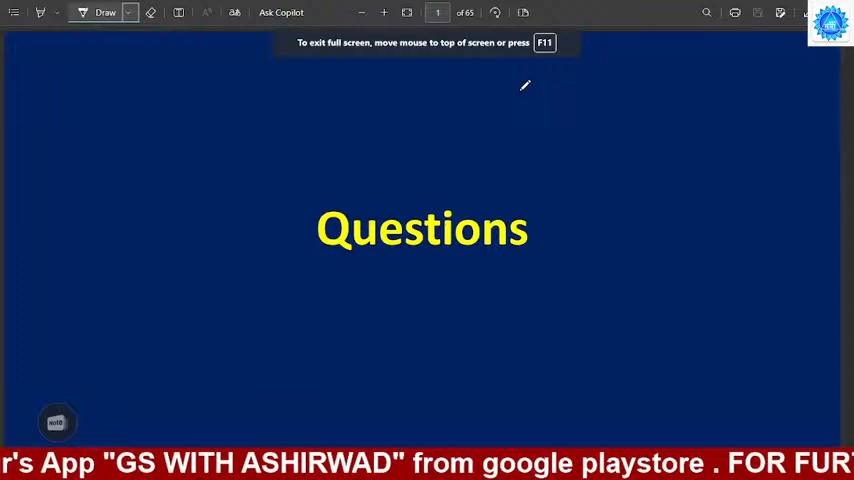 Draw
Ask Copilot
1 of 65
To exit full screen, move mouse to top of screen or press F11
Questions
r's App "GS WITH ASHIRWAD" from google playstore . FOR FURT